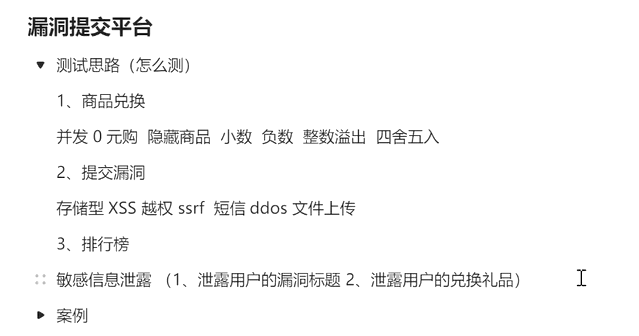 漏洞提交平台
测试思路（怎么测）
1、商品兑换
并发 0 元购 隐藏商品 小数 负数 整数溢出 四舍五入
2、提交漏洞
存储型 XSS 越权 ssrf 短信 ddos 文件上传
3、排行榜
敏感信息泄露 （1、泄露用户的漏洞标题 2、泄露用户的兑换礼品）
案例